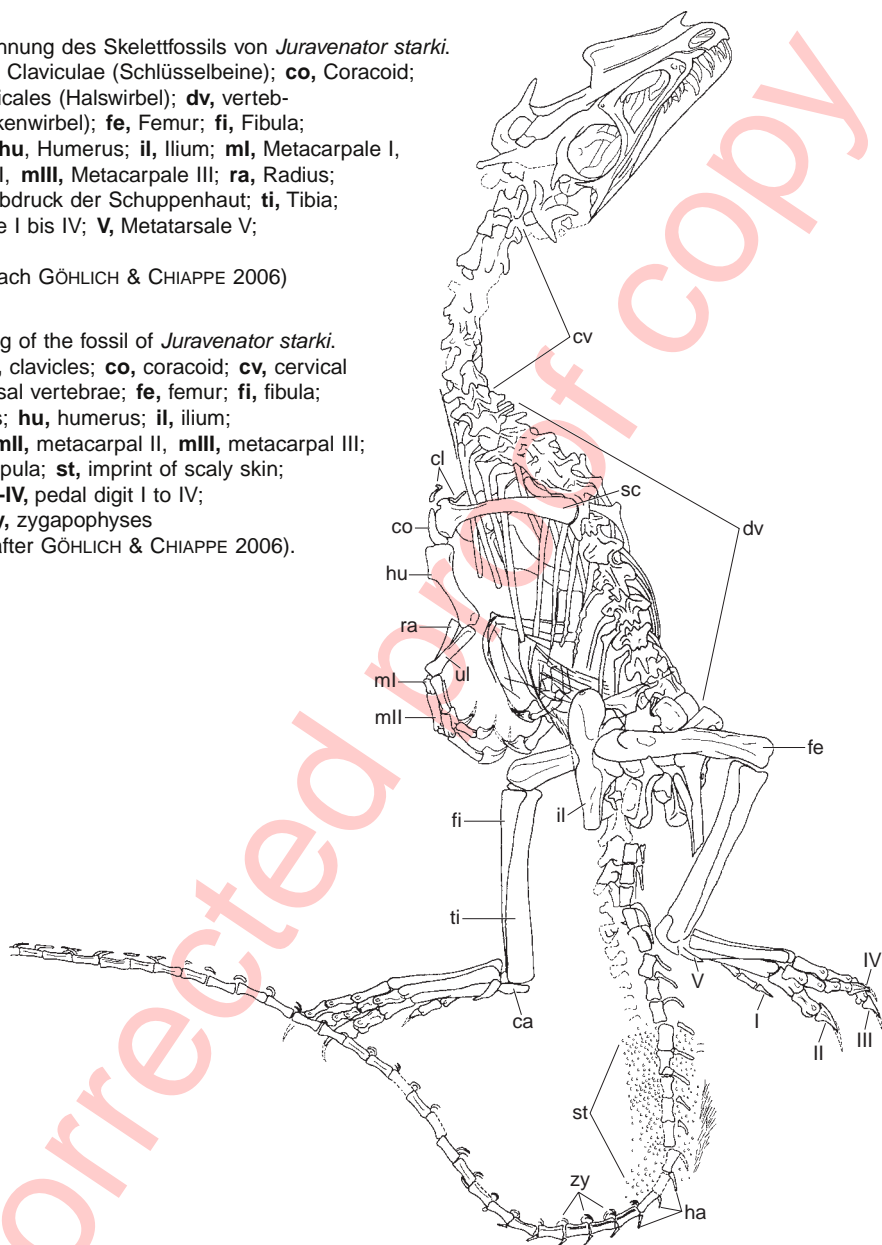 nnung des Skelettfossils von Juravenator starki.
Claviculae (Schlüsselbeine); co, Coracoid;
icales (Halswirbel); dv, verteb-
kenwirbel); fe, Femur; fi, Fibula;
hu, Humerus; il, Ilium; mI, Metacarpale I,
I, mIII, Metacarpale III; ra, Radius;
bdruck der Schuppenhaut; ti, Tibia;
e I bis IV; V, Metatarsale V;
ach GÖHLICH & CHIAPPE 2006)
g of the fossil of Juravenator starki.
, clavicles; co, coracoid; cv, cervical
sal vertebrae; fe, femur; fi, fibula;
s; hu, humerus; il, ilium;
mII, metacarpal II, mIII, metacarpal III;
pula; st, imprint of scaly skin;
-IV, pedal digit I to IV;
y, zygapophyses
after GÖHLICH & CHIAPPE 2006).
cv
cl
sc
co
dv
hu
ra
ul
mI
mII
fe
fi
il
ti
V
IV
I
III
II
ca
st
zy
ha
orrected proof copy